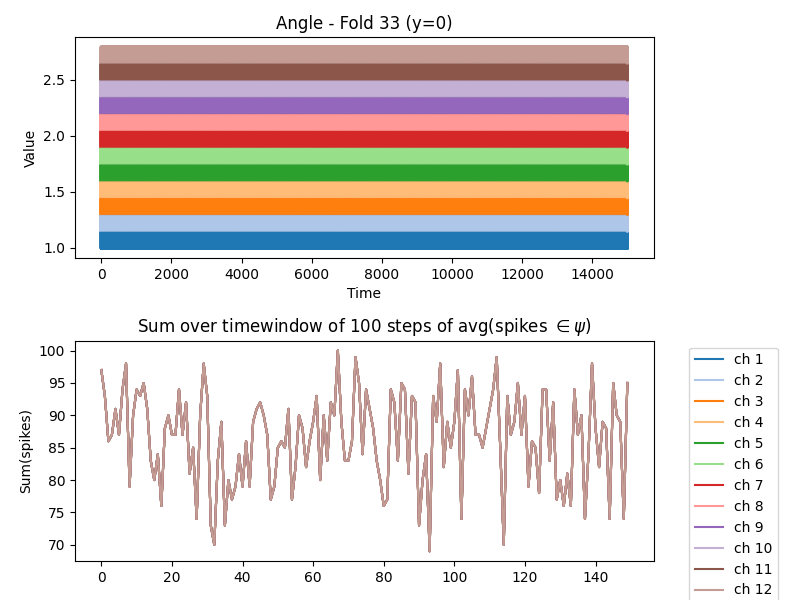 Angle - Fold 33 (y=0)
Value
2.5
2.0
1.5
1.0
0 2000 4000 6000 8000 10000 12000 14000
Time
Sum over timewindow of 100 steps of avg(spikes ∈ ψ)
Sum(spikes)
100
95
90
85
80
75
70
0 20 40 60 80 100 120 140
ch 1
ch 2
ch 3
ch 4
ch 5
ch 6
ch 7
ch 8
ch 9
ch 10
ch 11
ch 12